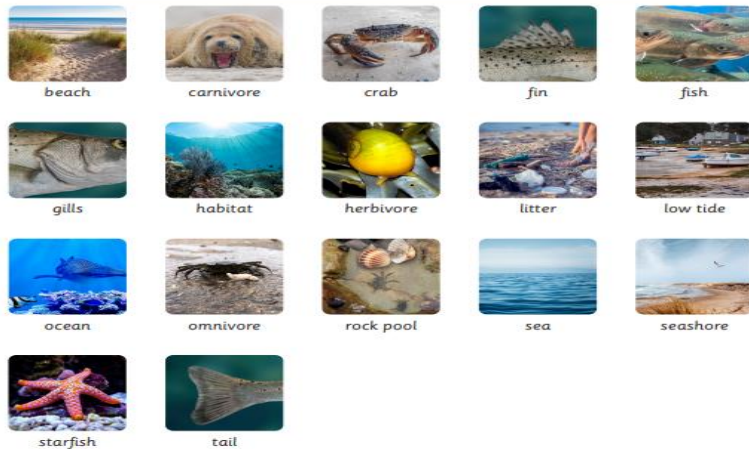 beach carnivore crab fin fish
gills habitat herbivore litter low tide
ocean omnivore rock pool sea seashore
starfish tail